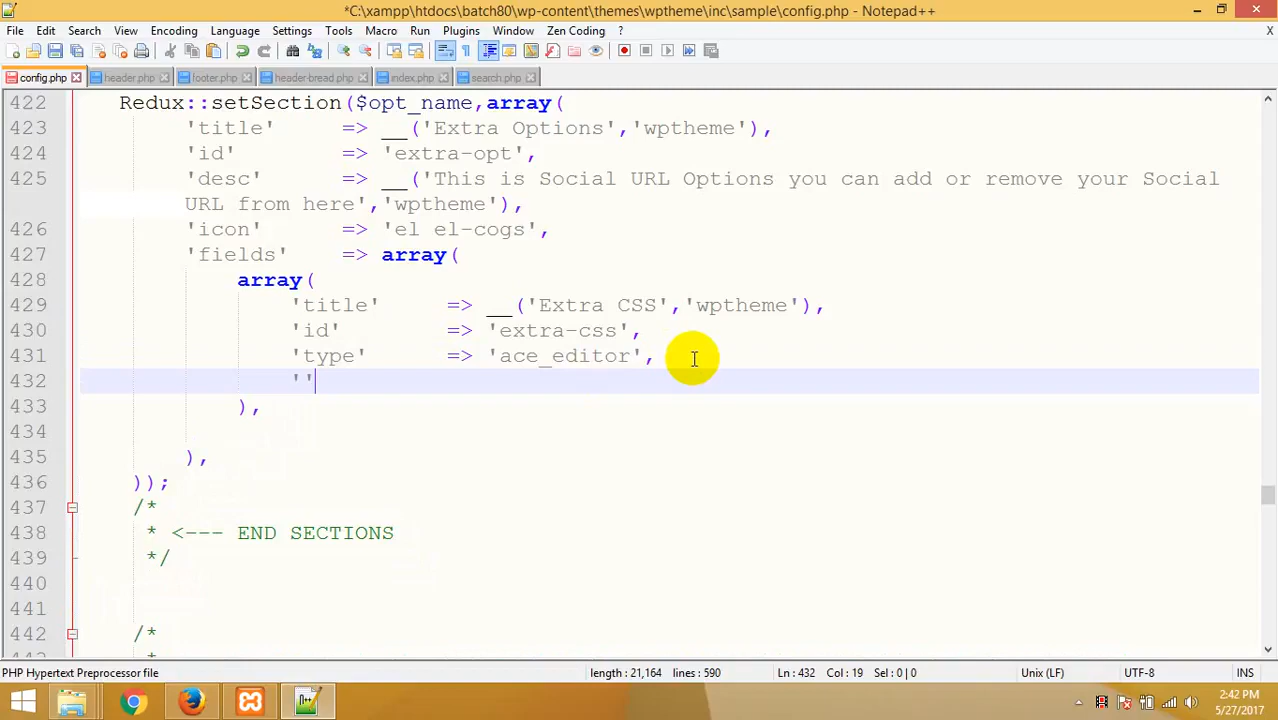 *C:\xampp\htdocs\batch80\wp-content\themes\wptheme\inc\sample\config.php - Notepad++
File Edit Search View Encoding Language Settings Tools Macro Run Plugins Window Zen Coding ? X
config.php header.php footer.php header-bread.php index.php search.php
422 Redux::setSection($opt_name,array(
423 'title' => __('Extra Options','wptheme'),
424 'id' => 'extra-opt',
425 'desc' => __('This is Social URL Options you can add or remove your Social
URL from here','wptheme'),
426 'icon' => 'el el-cogs',
427 'fields' => array(
428 array(
429 'title' => __('Extra CSS','wptheme'),
430 'id' => 'extra-css',
431 'type' => 'ace_editor',
432 ''
433 ),
434
435 ),
436 ));
437 /*
438 * <--- END SECTIONS
439 */
440
441
442 /*
PHP Hypertext Preprocessor file length : 21,164 lines : 590 Ln : 432 Col : 19 Sel : 0 | 0 Unix (LF) UTF-8 INS
2:42 PM
5/27/2017